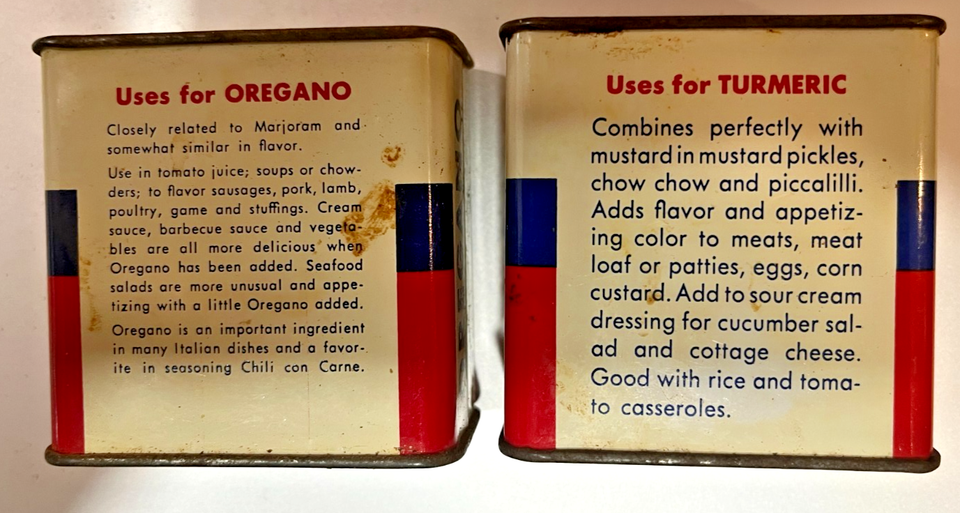 Uses for OREGANO
Closely related to Marjoram and
somewhat similar in flavor.
Use in tomato juice; soups or chow-
ders; to flavor sausages, pork, lamb,
poultry, game and stuffings. Cream
sauce, barbecue sauce and vegeta-
bles are all more delicious when
Oregano has been added. Seafood
salads are more unusual and appe-
tizing with a little Oregano added.
Oregano is an important ingredient
in many Italian dishes and a favor-
ite in seasoning Chili con Carne.
Uses for TURMERIC
Combines perfectly with
mustard in mustard pickles,
chow chow and piccalilli.
Adds flavor and appetiz-
ing color to meats, meat
loaf or patties, eggs, corn
custard. Add to sour cream
dressing for cucumber sal-
ad and cottage cheese.
Good with rice and toma-
to casseroles.